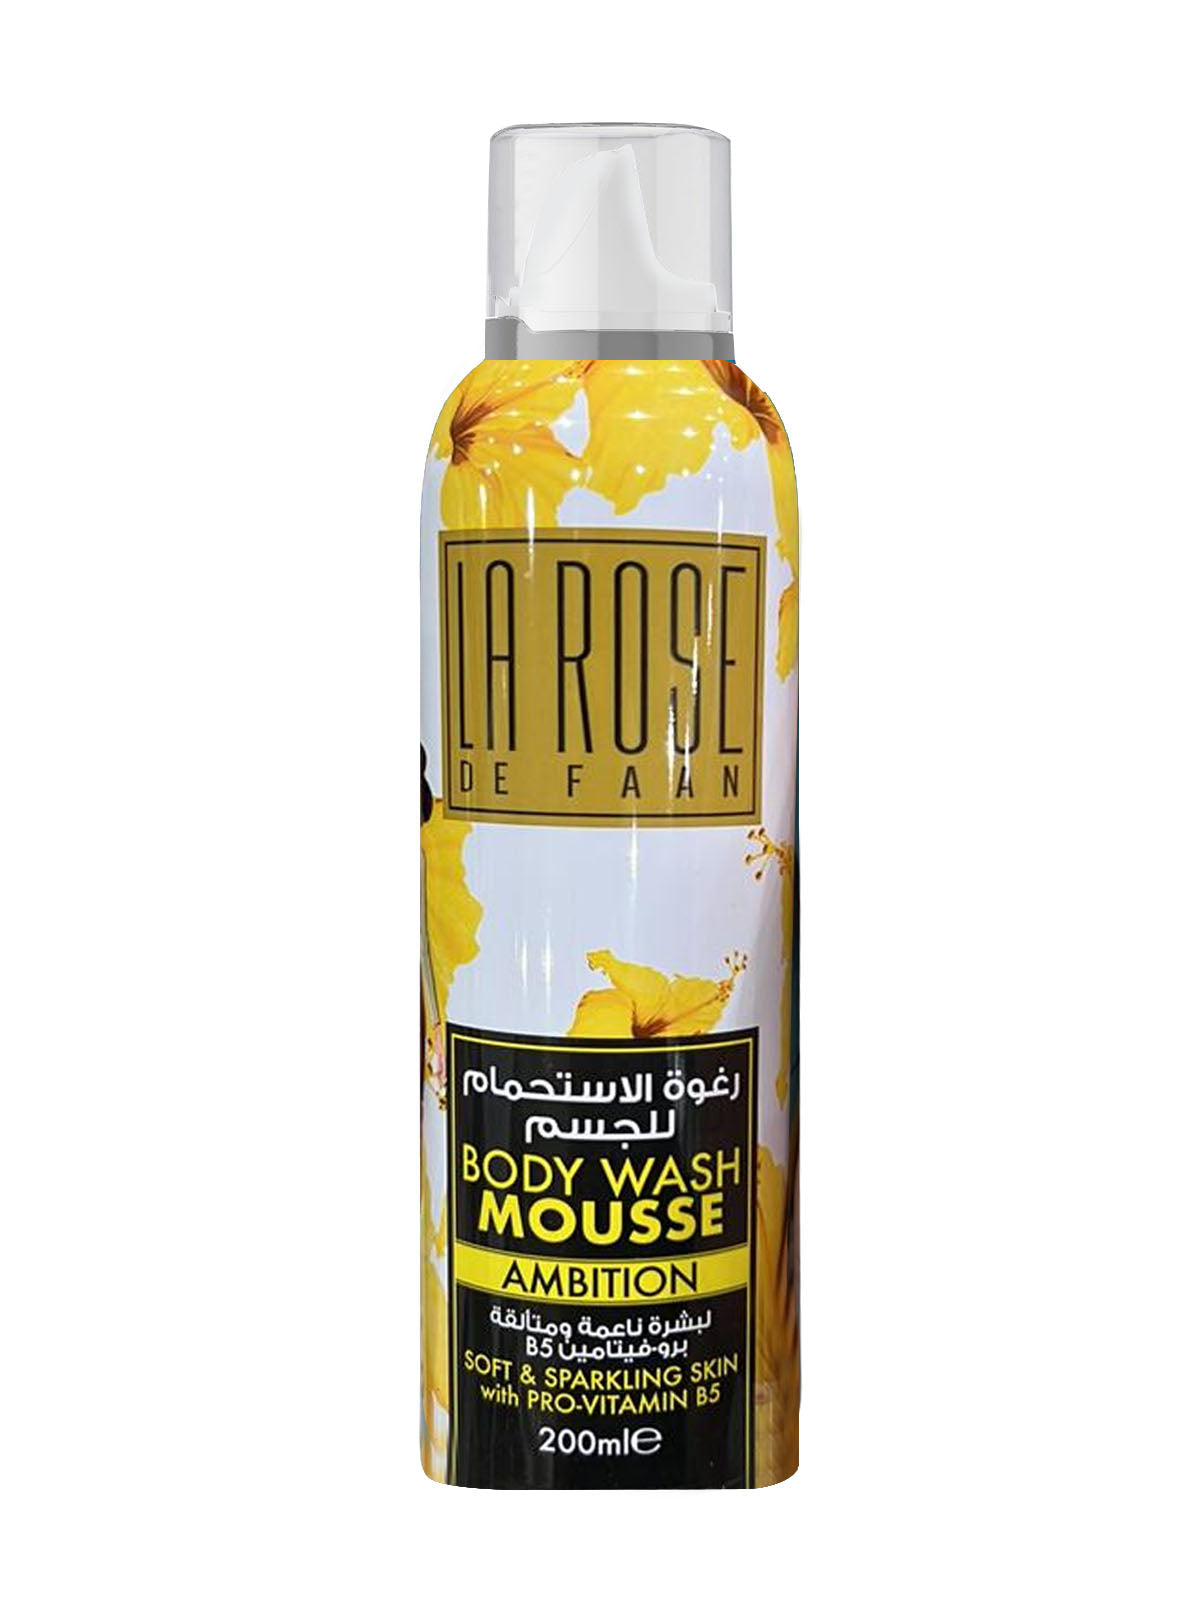 LA ROSE
DE FAAN
رغوة الاستحمام
للجسم
BODY WASH
MOUSSE
AMBITION
لبشرة ناعمة ومتألقة
برو-فيتامين B5
SOFT & SPARKLING SKIN
with PRO-VITAMIN B5
200ml℮